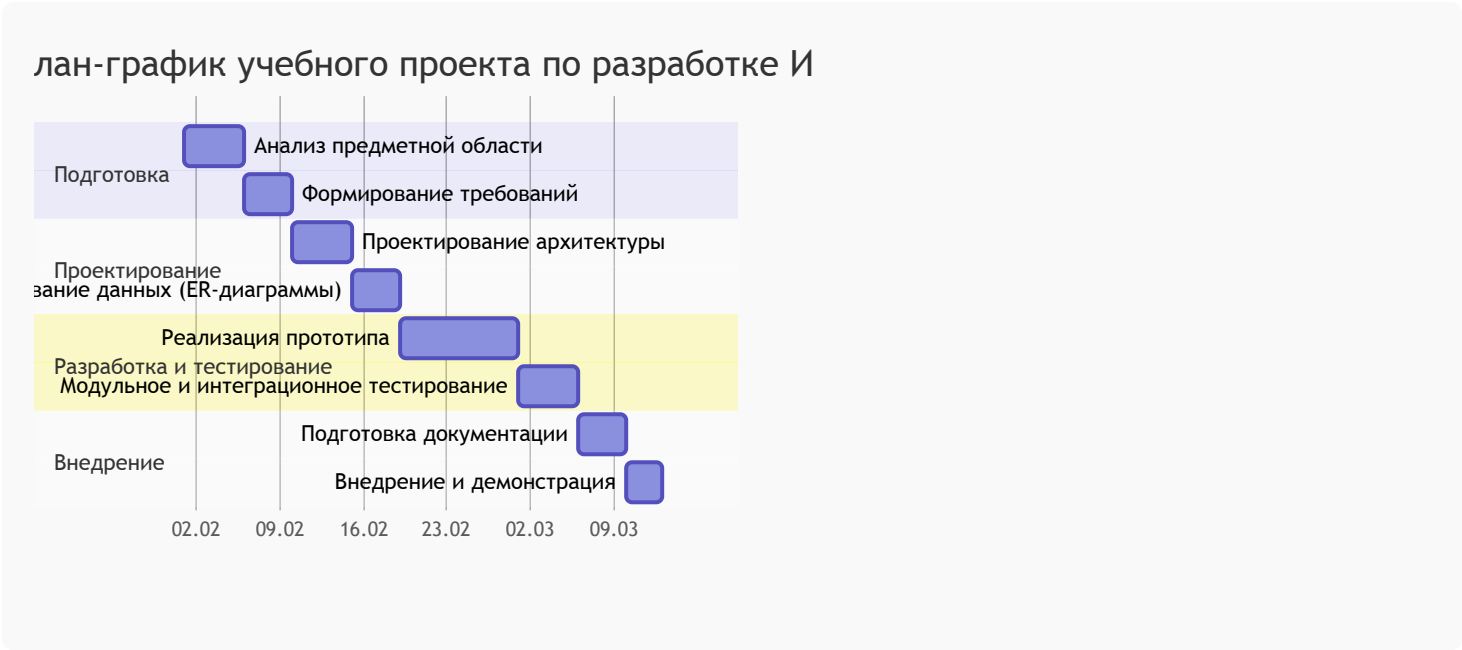 лан-график учебного проекта по разработке И
Анализ предметной области
Подготовка
Формирование требований
Проектирование архитектуры
Проектирование
вание данных (ER-диаграммы)
Реализация прототипа
Разработка и тестирование
Модульное и интеграционное тестирование
Подготовка документации
Внедрение
Внедрение и демонстрация
02.02 09.02 16.02 23.02 02.03 09.03